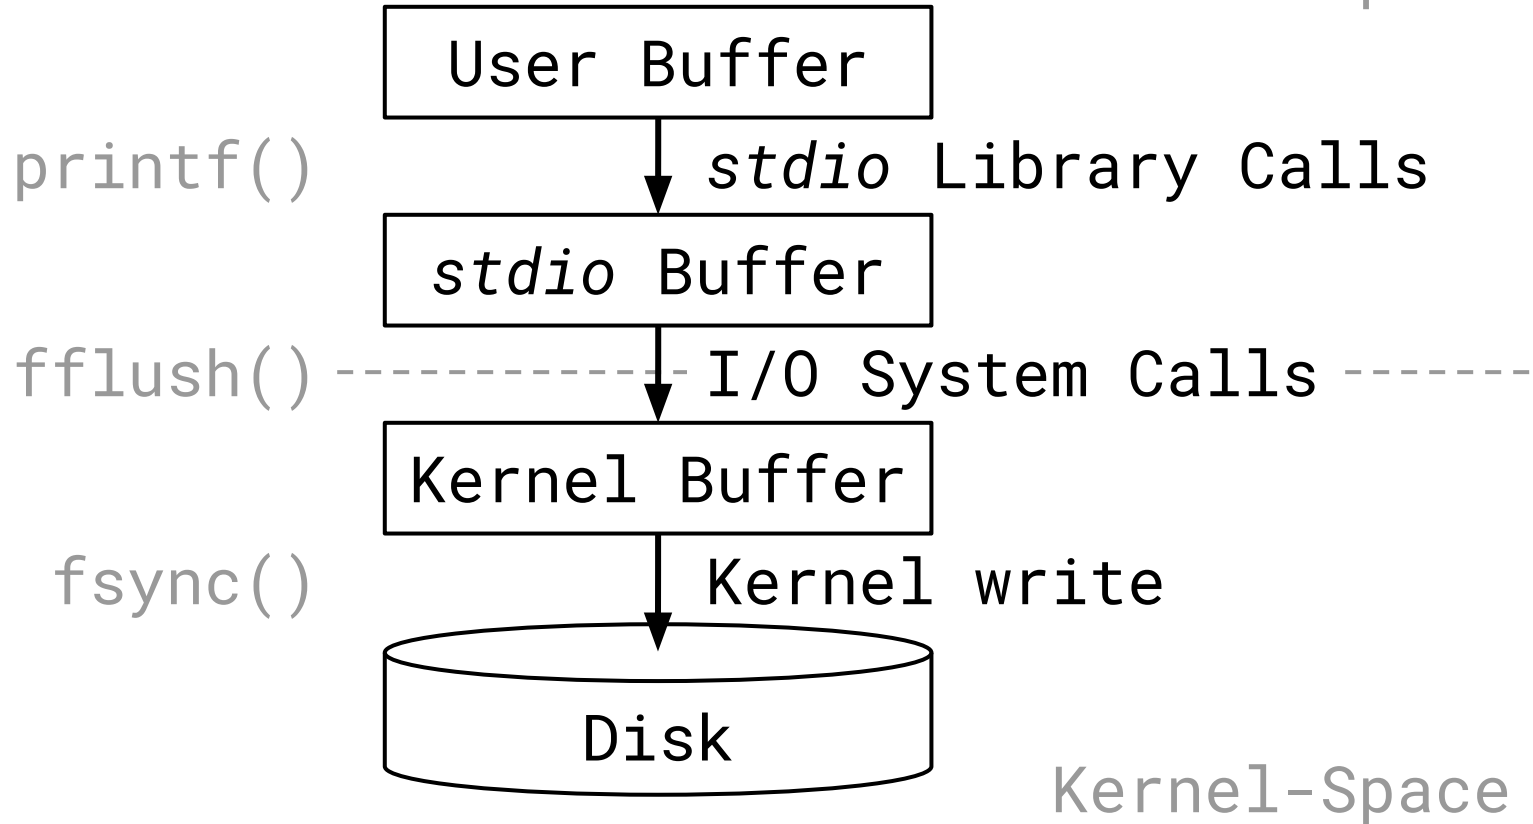 User Buffer
printf() stdio Library Calls
stdio Buffer
fflush() I/O System Calls
Kernel Buffer
fsync() Kernel write
Disk
Kernel-Space